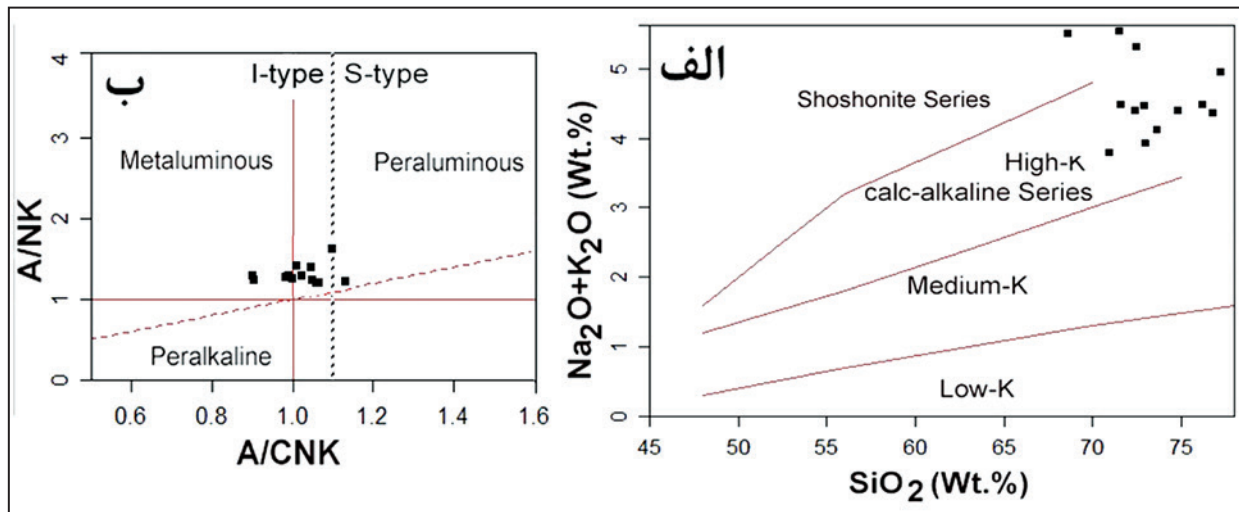 ب
I-type
S-type
Metaluminous
Peraluminous
Peralkaline
A/NK
4
3
2
1
0
0.6 0.8 1.0 1.2 1.4 1.6
A/CNK
الف
Shoshonite Series
High-K
calc-alkaline Series
Medium-K
Low-K
Na2O+K2O (Wt.%)
5
4
3
2
1
0
45 50 55 60 65 70 75
SiO2 (Wt.%)